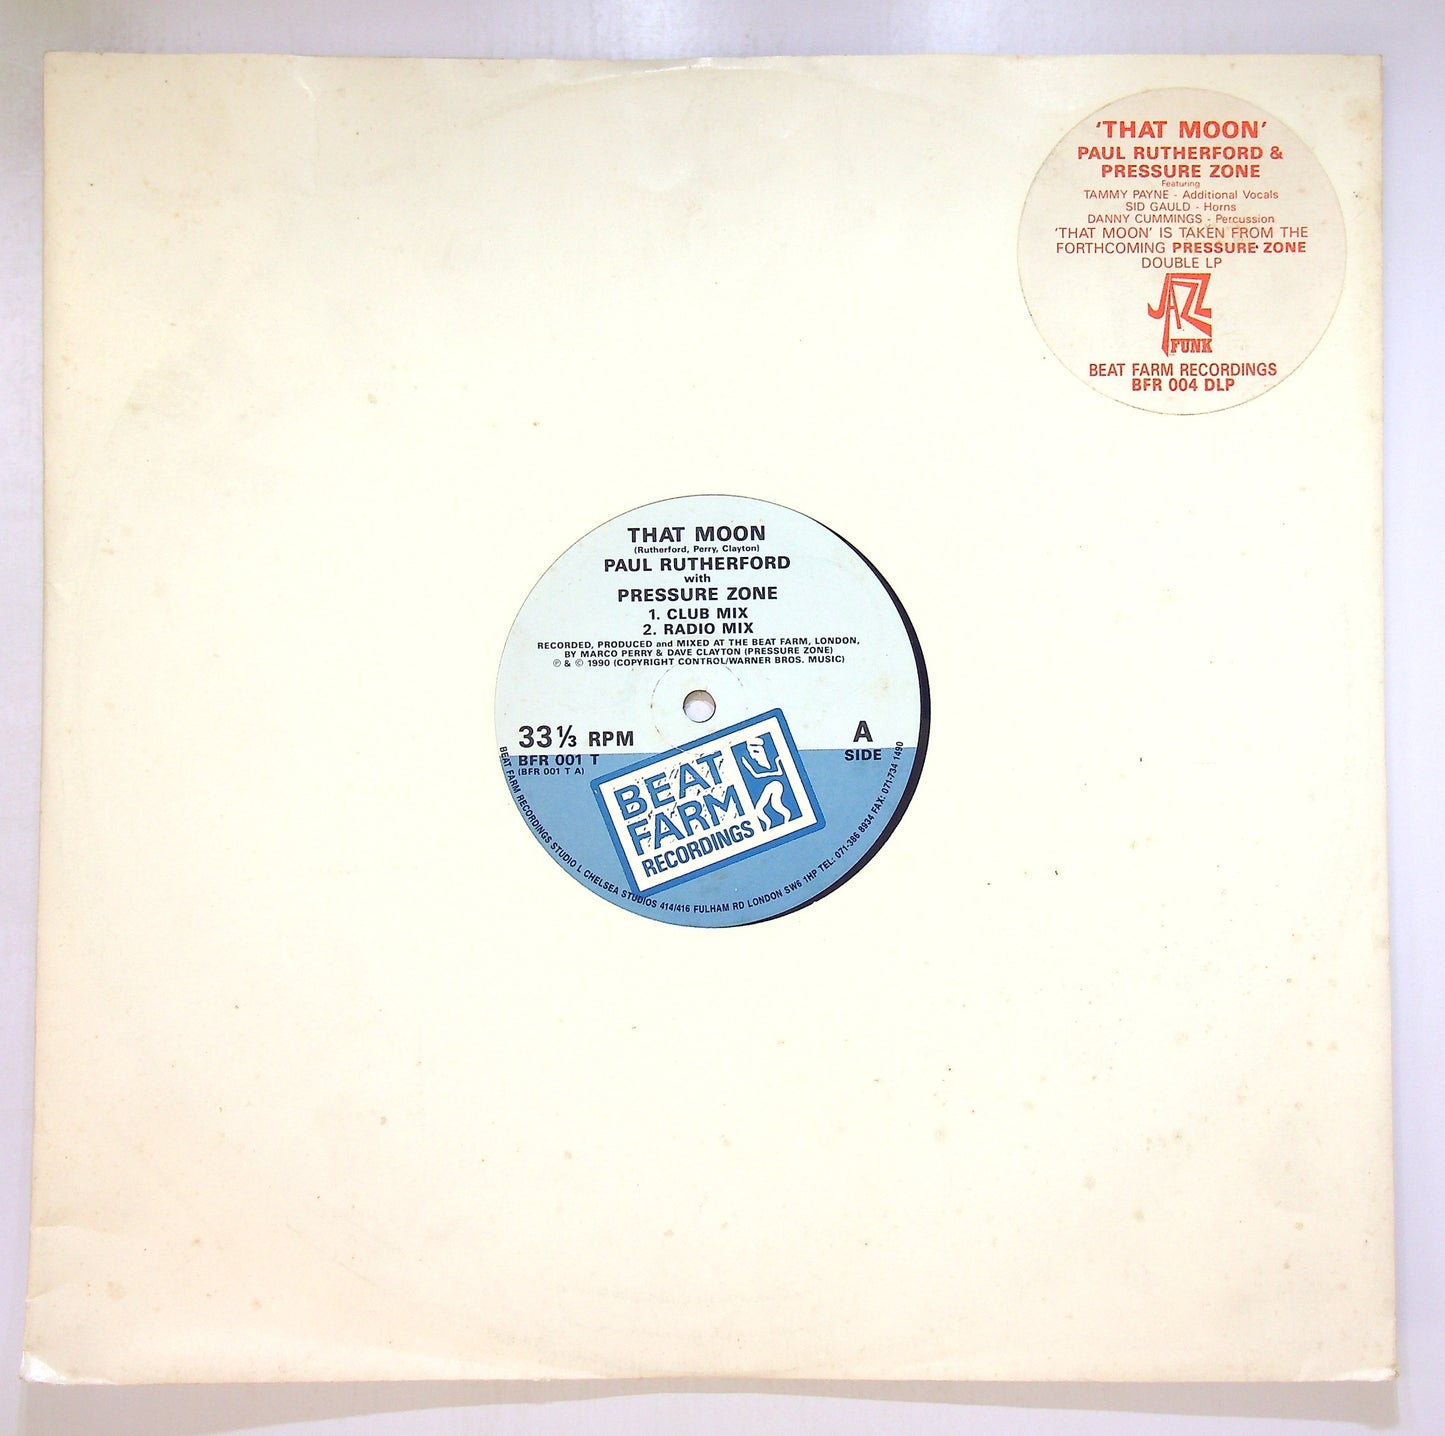 'THAT MOON'
PAUL RUTHERFORD &
PRESSURE ZONE
Featuring
TAMMY PAYNE - Additional Vocals
SID GAULD - Horns
DANNY CUMMINGS - Percussion
'THAT MOON' IS TAKEN FROM THE
FORTHCOMING PRESSURE ZONE
DOUBLE LP
JAZZ
FUNK
BEAT FARM RECORDINGS
BFR 004 DLP
THAT MOON
(Rutherford, Perry, Clayton)
PAUL RUTHERFORD
with
PRESSURE ZONE
1. CLUB MIX
2. RADIO MIX
RECORDED, PRODUCED and MIXED AT THE BEAT FARM, LONDON,
BY MARCO PERRY & DAVE CLAYTON (PRESSURE ZONE)
℗ & © 1990 (COPYRIGHT CONTROL/WARNER BROS. MUSIC)
33⅓ RPM
BFR 001 T
(BFR 001 T A)
A
SIDE
BEAT
FARM
RECORDINGS
BEAT FARM RECORDINGS STUDIO L CHELSEA STUDIOS 414/416 FULHAM RD LONDON SW6 1HP TEL: 071-386 8934 FAX: 071-734 1490